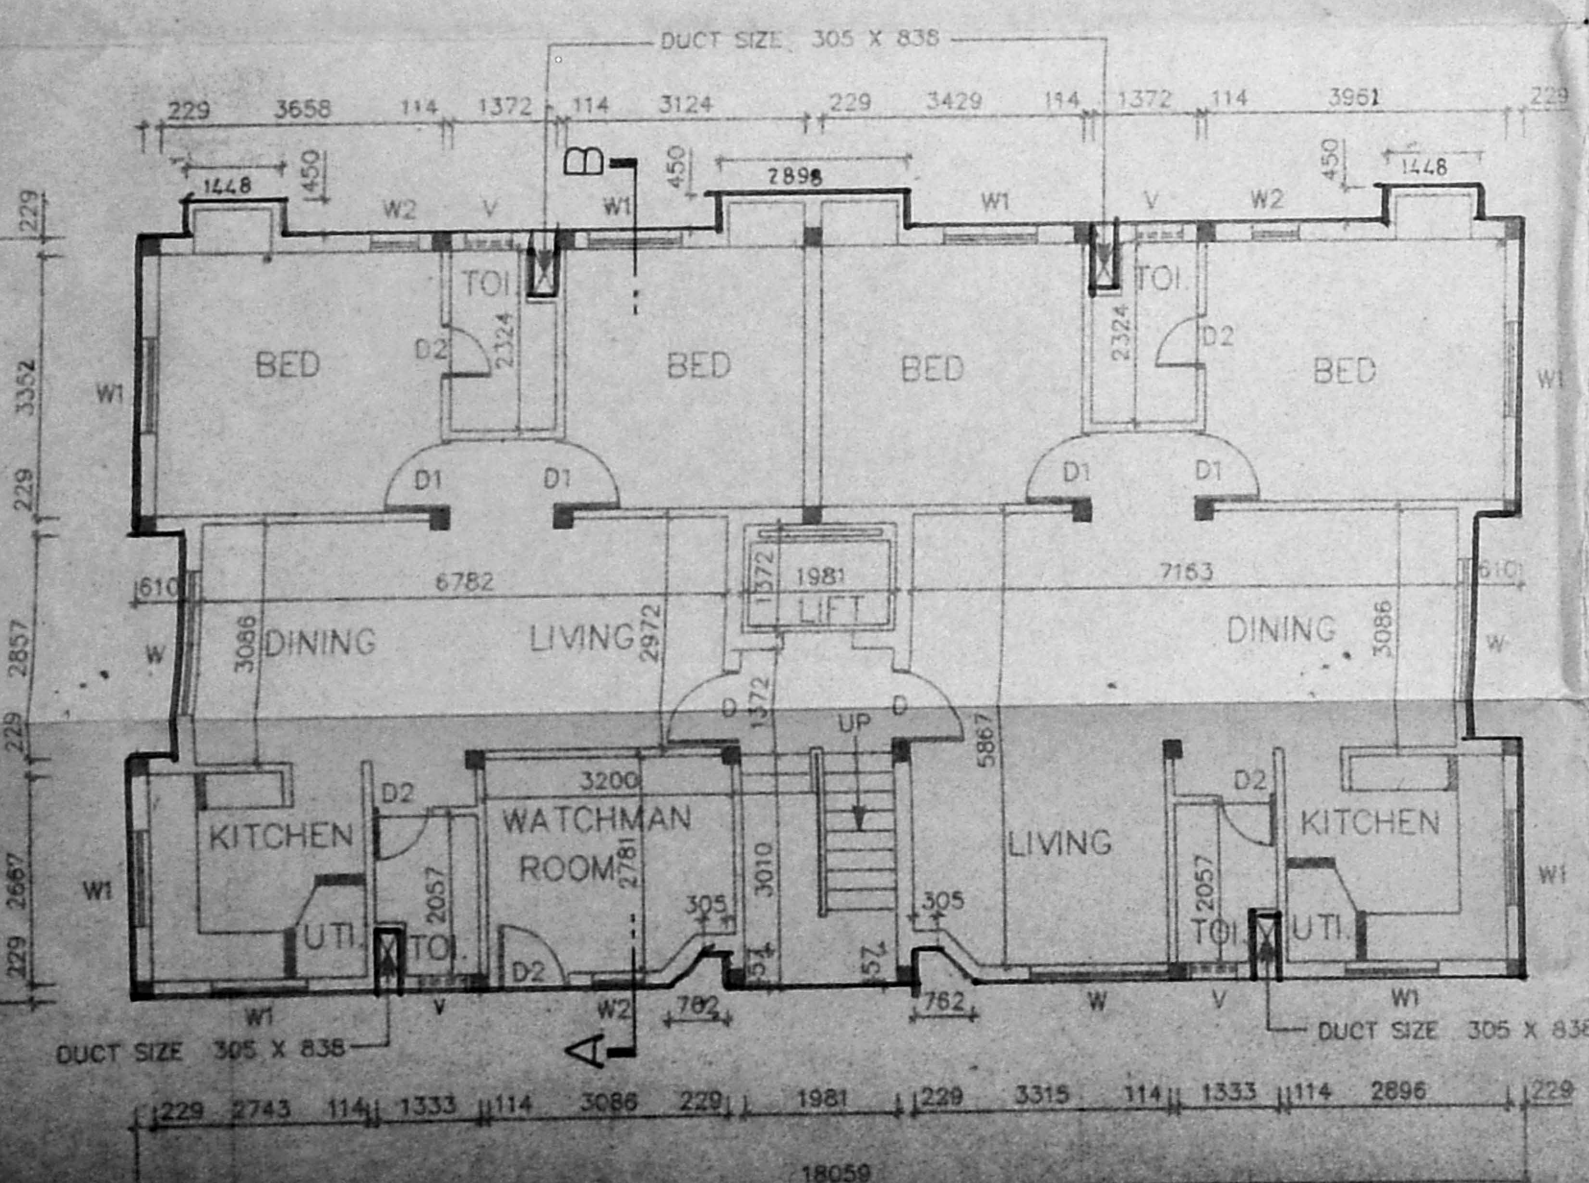 DUCT SIZE 305 X 838
229 3658 114 1372 114 3124 229 3429 114 1372 114 3961 229
1448 450 B 450 2898 450 1448
229 W2 V W1 W1 V W2
TOI. TOI.
3352 BED D2 2324 BED BED 2324 D2 BED
W1 W1
229 D1 D1 D1 D1
610 6782 1372 1981 7153 610
LIFT
2857 W 3086 DINING LIVING 2972 DINING 3086 W
229 D 1372 D
UP
5867
D2 3200 D2
KITCHEN WATCHMAN LIVING KITCHEN
ROOM 2781 3010
2667 W1 2057 305 305 2057 W1
229 UTI. TOI. D2 457 457 TOI. UTI.
W1 V W2 762 762 W V W1
DUCT SIZE 305 X 838 A DUCT SIZE 305 X 838
229 2743 114 1333 114 3086 229 1981 229 3315 114 1333 114 2896 229
18059